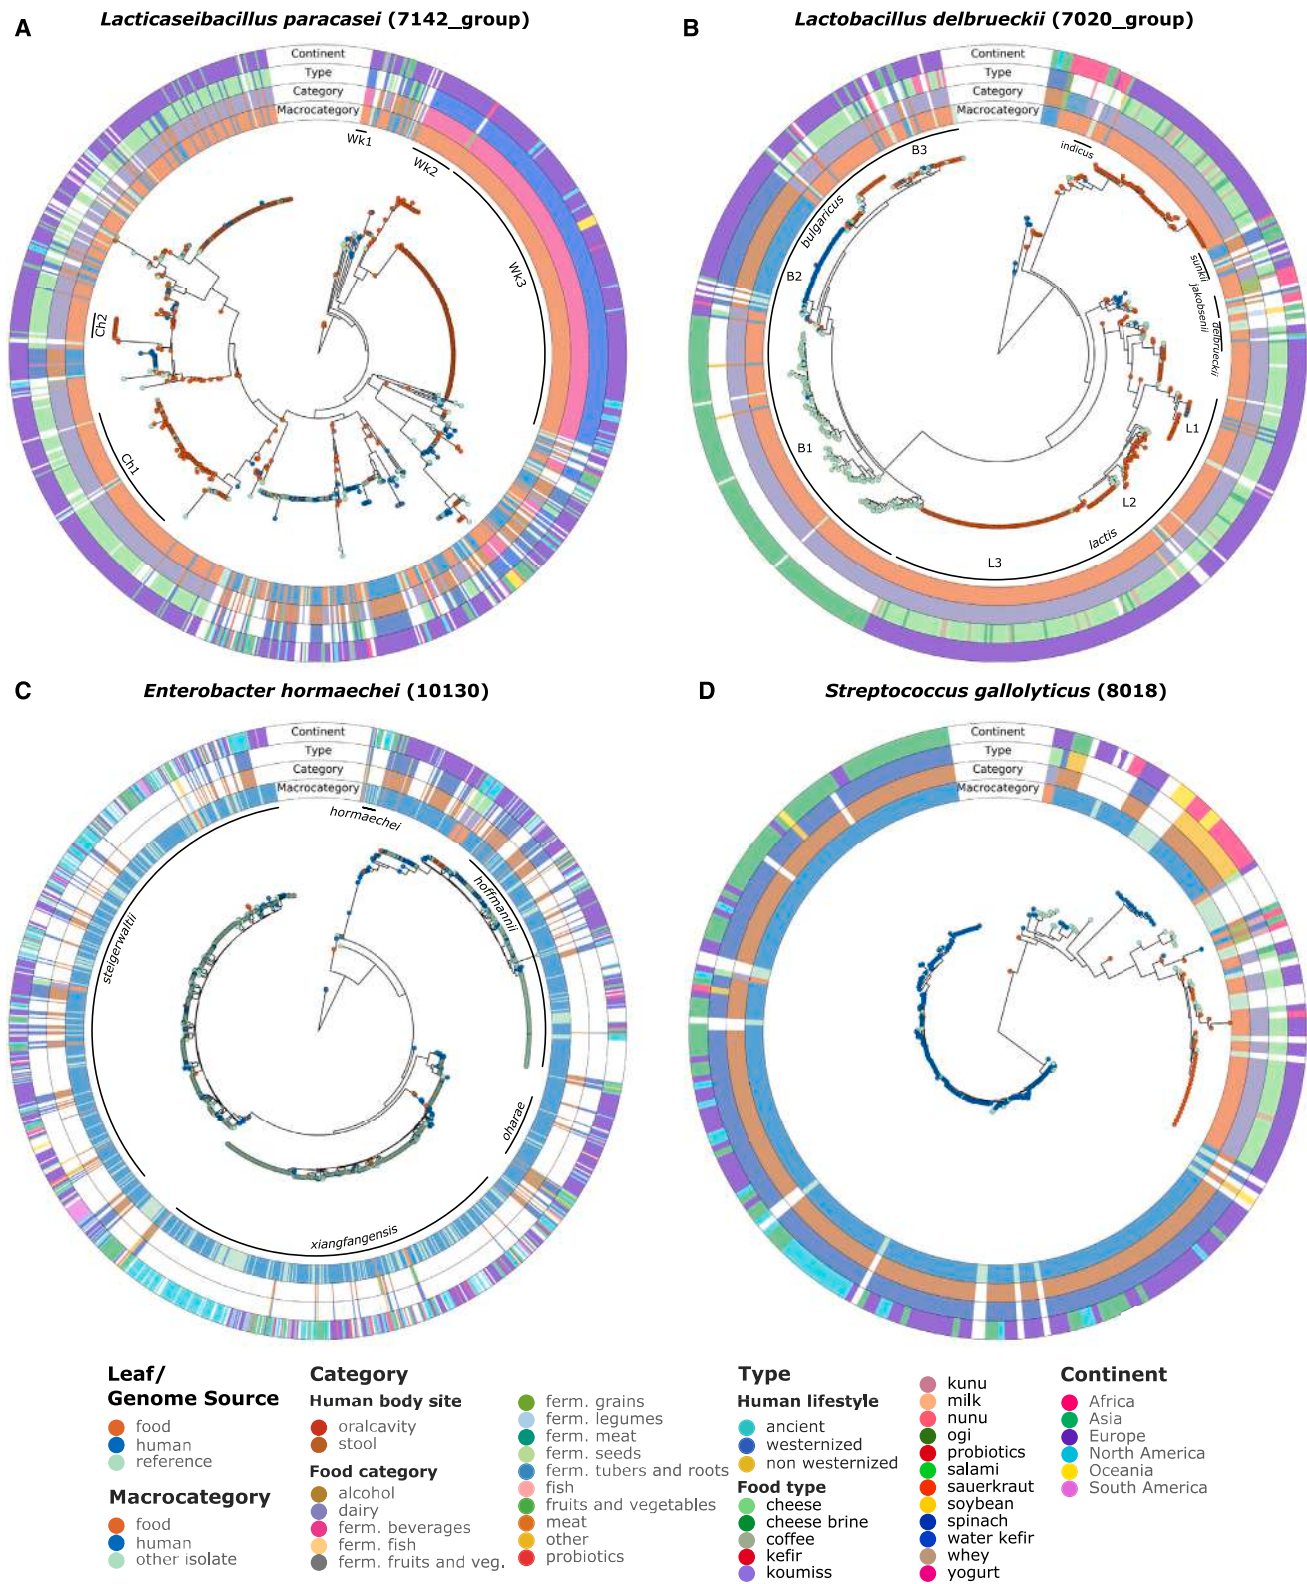 A
Lacticaseibacillus paracasei (7142_group)
Continent
Type
Category
Macrocategory
Wk1
Wk2
Wk3
Ch2
Ch1
B
Lactobacillus delbrueckii (7020_group)
Continent
Type
Category
Macrocategory
indicus
B3
bulgaricus
B2
B1
sunkii
jakobsenii
delbrueckii
L1
L2
lactis
L3
C
Enterobacter hormaechei (10130)
Continent
Type
Category
Macrocategory
hormaechei
hoffmannii
steigerwaltii
oharae
xiangfangensis
D
Streptococcus gallolyticus (8018)
Continent
Type
Category
Macrocategory
Leaf/
Genome Source
food
human
reference
Macrocategory
food
human
other isolate
Category
Human body site
oralcavity
stool
Food category
alcohol
dairy
ferm. beverages
ferm. fish
ferm. fruits and veg.
ferm. grains
ferm. legumes
ferm. meat
ferm. seeds
ferm. tubers and roots
fish
fruits and vegetables
meat
other
probiotics
Type
Human lifestyle
ancient
westernized
non westernized
Food type
cheese
cheese brine
coffee
kefir
koumiss
kunu
milk
nunu
ogi
probiotics
salami
sauerkraut
soybean
spinach
water kefir
whey
yogurt
Continent
Africa
Asia
Europe
North America
Oceania
South America